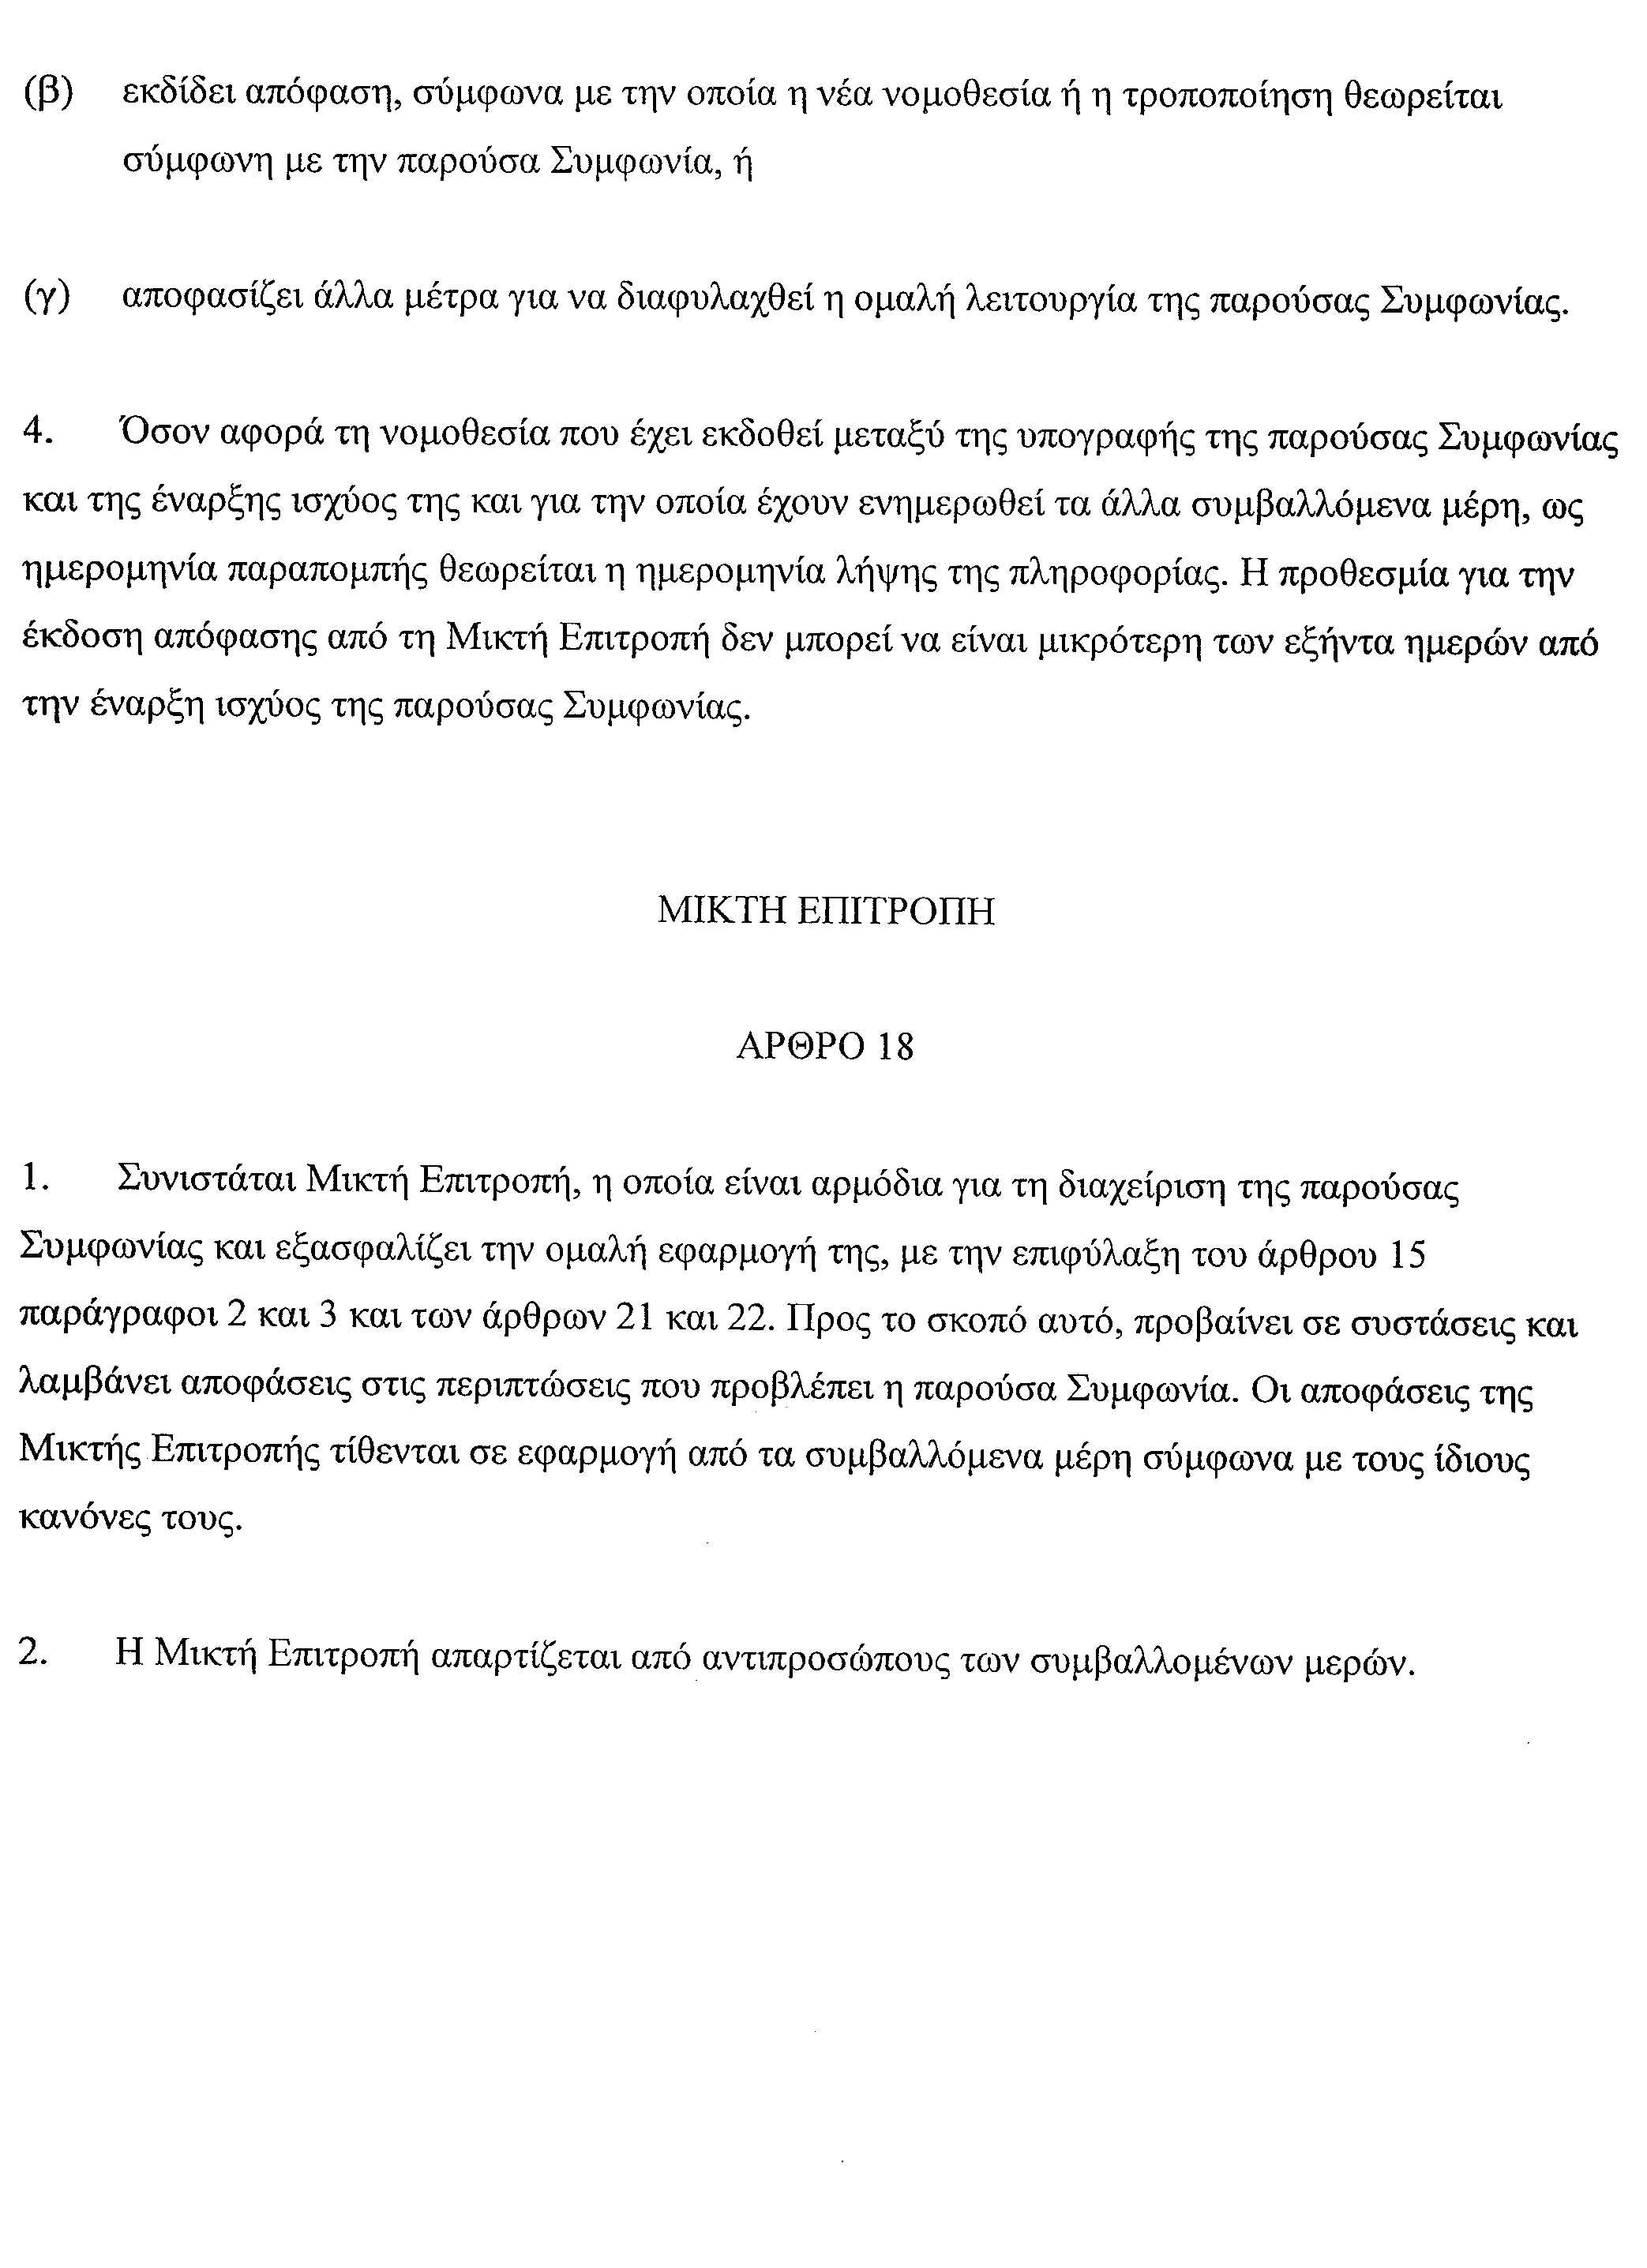 (β) εκδίδει απόφαση, σύμφωνα με την οποία η νέα νομοθεσία ή η τροποποίηση θεωρείται
σύμφωνη με την παρούσα Συμφωνία, ή
(γ) αποφασίζει άλλα μέτρα για να διαφυλαχθεί η ομαλή λειτουργία της παρούσας Συμφωνίας.
4. Όσον αφορά τη νομοθεσία που έχει εκδοθεί μεταξύ της υπογραφής της παρούσας Συμφωνίας
και της έναρξης ισχύος της και για την οποία έχουν ενημερωθεί τα άλλα συμβαλλόμενα μέρη, ως
ημερομηνία παραπομπής θεωρείται η ημερομηνία λήψης της πληροφορίας. Η προθεσμία για την
έκδοση απόφασης από τη Μικτή Επιτροπή δεν μπορεί να είναι μικρότερη των εξήντα ημερών από
την έναρξη ισχύος της παρούσας Συμφωνίας.
ΜΙΚΤΗ ΕΠΙΤΡΟΠΗ
ΑΡΘΡΟ 18
1. Συνιστάται Μικτή Επιτροπή, η οποία είναι αρμόδια για τη διαχείριση της παρούσας
Συμφωνίας και εξασφαλίζει την ομαλή εφαρμογή της, με την επιφύλαξη του άρθρου 15
παράγραφοι 2 και 3 και των άρθρων 21 και 22. Προς το σκοπό αυτό, προβαίνει σε συστάσεις και
λαμβάνει αποφάσεις στις περιπτώσεις που προβλέπει η παρούσα Συμφωνία. Οι αποφάσεις της
Μικτής Επιτροπής τίθενται σε εφαρμογή από τα συμβαλλόμενα μέρη σύμφωνα με τους ίδιους
κανόνες τους.
2. Η Μικτή Επιτροπή απαρτίζεται από αντιπροσώπους των συμβαλλομένων μερών.